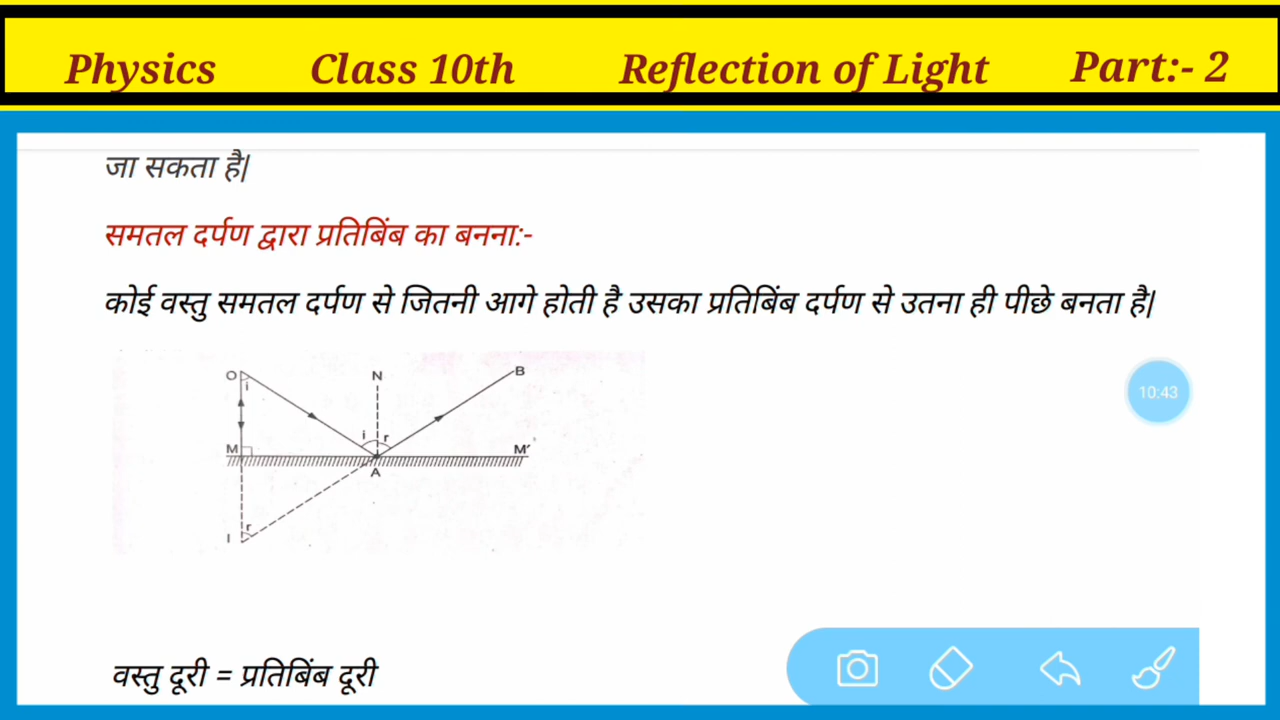 Physics Class 10th Reflection of Light Part:- 2
जा सकता है|
समतल दर्पण द्वारा प्रतिबिंब का बनना:-
कोई वस्तु समतल दर्पण से जितनी आगे होती है उसका प्रतिबिंब दर्पण से उतना ही पीछे बनता है|
O N B
i
i r
M M'
A
r
I
10:43
वस्तु दूरी = प्रतिबिंब दूरी